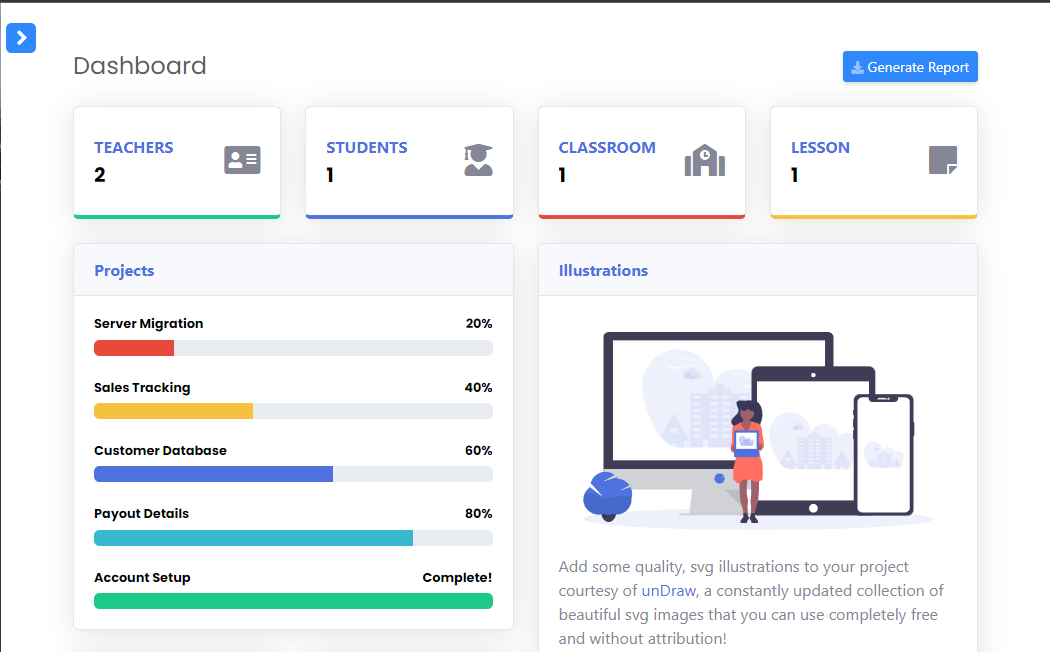 Dashboard
Generate Report
TEACHERS
2
STUDENTS
1
CLASSROOM
1
LESSON
1
Projects
Server Migration 20%
Sales Tracking 40%
Customer Database 60%
Payout Details 80%
Account Setup Complete!
Illustrations
Add some quality, svg illustrations to your project
courtesy of unDraw, a constantly updated collection of
beautiful svg images that you can use completely free
and without attribution!